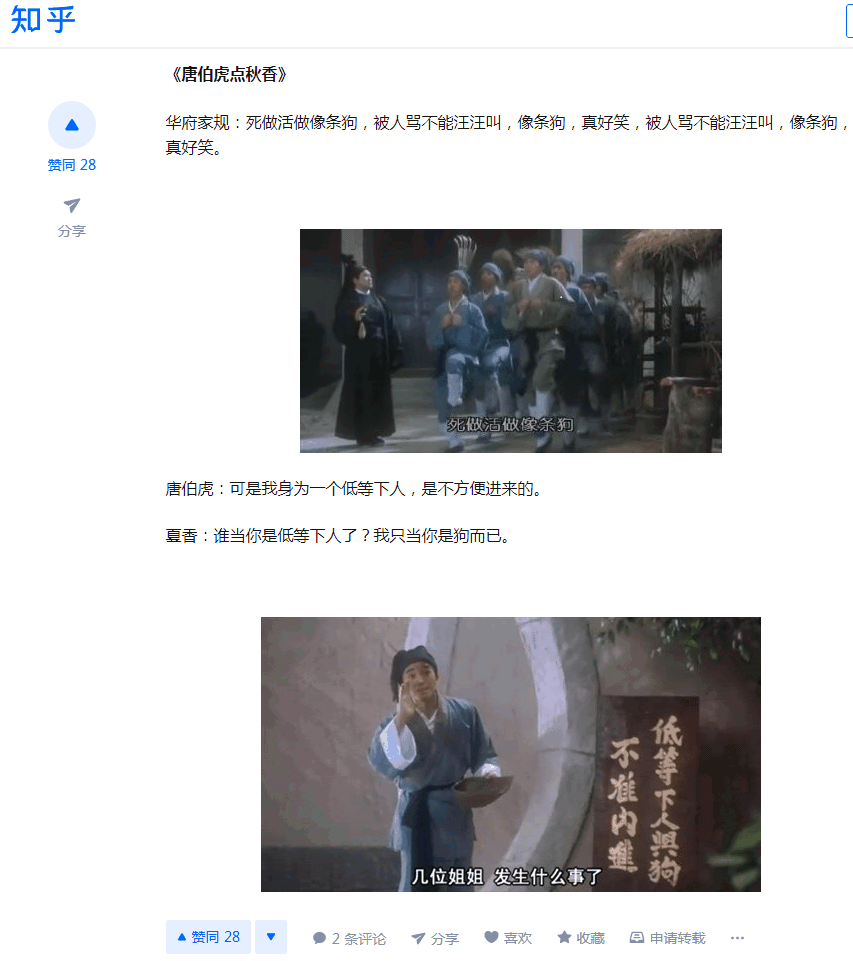 知乎
《唐伯虎点秋香》
华府家规：死做活做像条狗，被人骂不能汪汪叫，像条狗，真好笑，被人骂不能汪汪叫，像条狗，
真好笑。
赞同 28
分享
死做活做像条狗
唐伯虎：可是我身为一个低等下人，是不方便进来的。
夏香：谁当你是低等下人了？我只当你是狗而已。
低等下人與狗
不准内進
几位姐姐 发生什么事了
赞同 28
2 条评论
分享
喜欢
收藏
申请转载